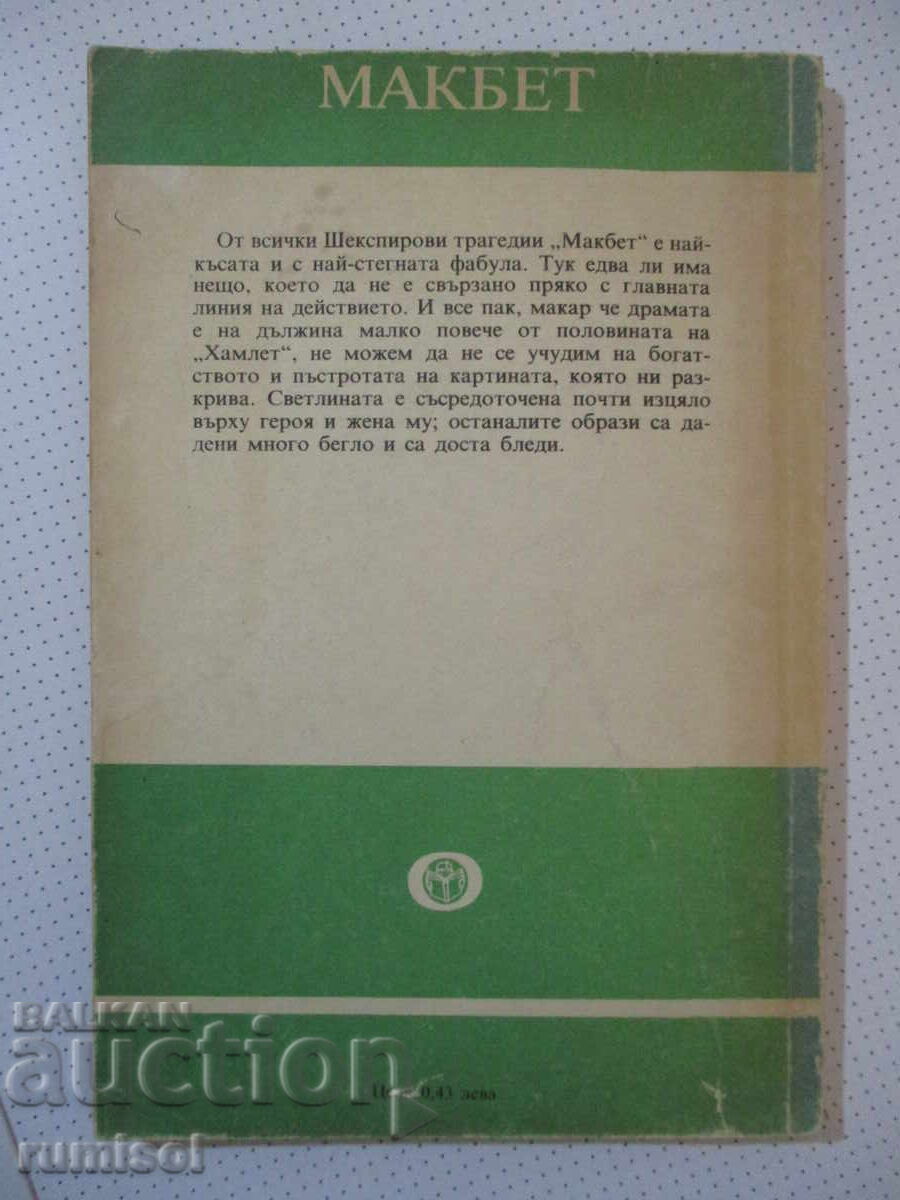 МАКБЕТ
От всички Шекспирови трагедии „Макбет“ е най-
късата и с най-стегната фабула. Тук едва ли има
нещо, което да не е свързано пряко с главната
линия на действието. И все пак, макар че драмата
е на дължина малко повече от половината на
„Хамлет“, не можем да не се учудим на богат-
ството и пъстротата на картината, която ни раз-
крива. Светлината е съсредоточена почти изцяло
върху героя и жена му; останалите образи са да-
дени много бегло и са доста бледи.
BALKAN
auction
0,43 лева
rumisol